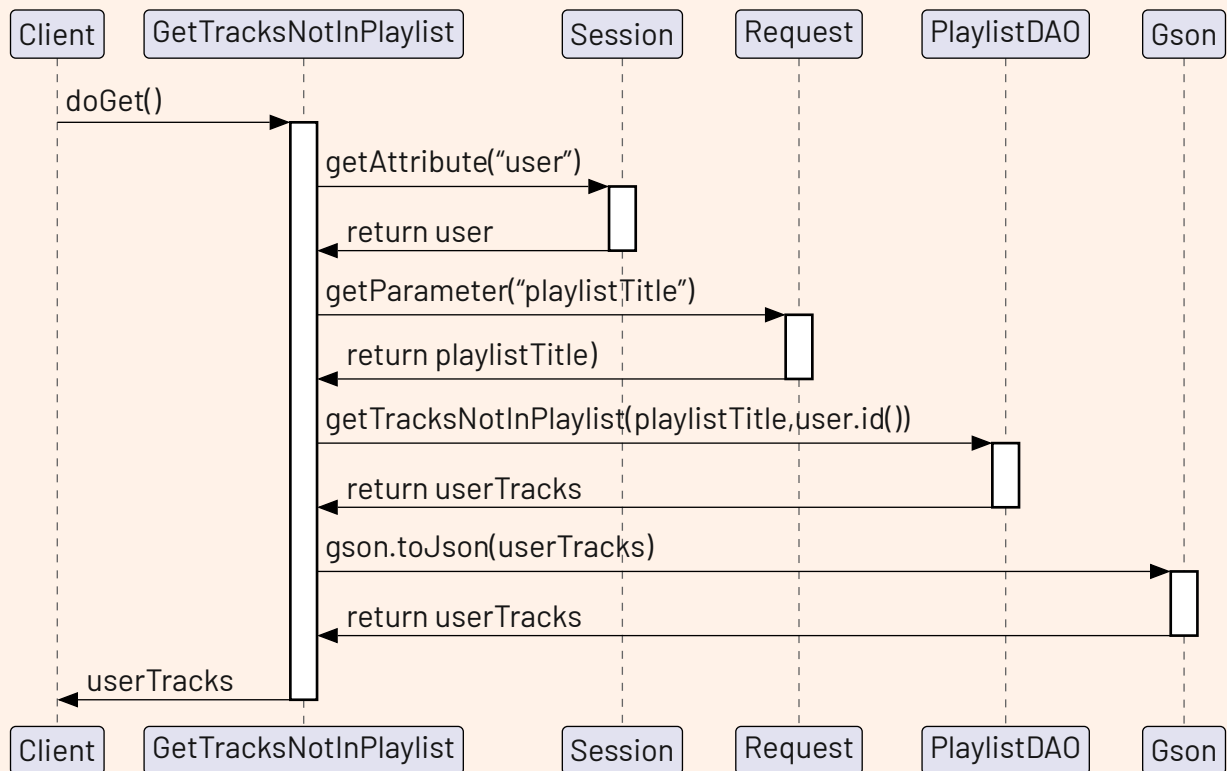 Client GetTracksNotInPlaylist Session Request PlaylistDAO Gson
doGet()
getAttribute(“user”)
return user
getParameter(“playlistTitle”)
return playlistTitle)
getTracksNotInPlaylist(playlistTitle,user.id())
return userTracks
gson.toJson(userTracks)
return userTracks
userTracks
Client GetTracksNotInPlaylist Session Request PlaylistDAO Gson